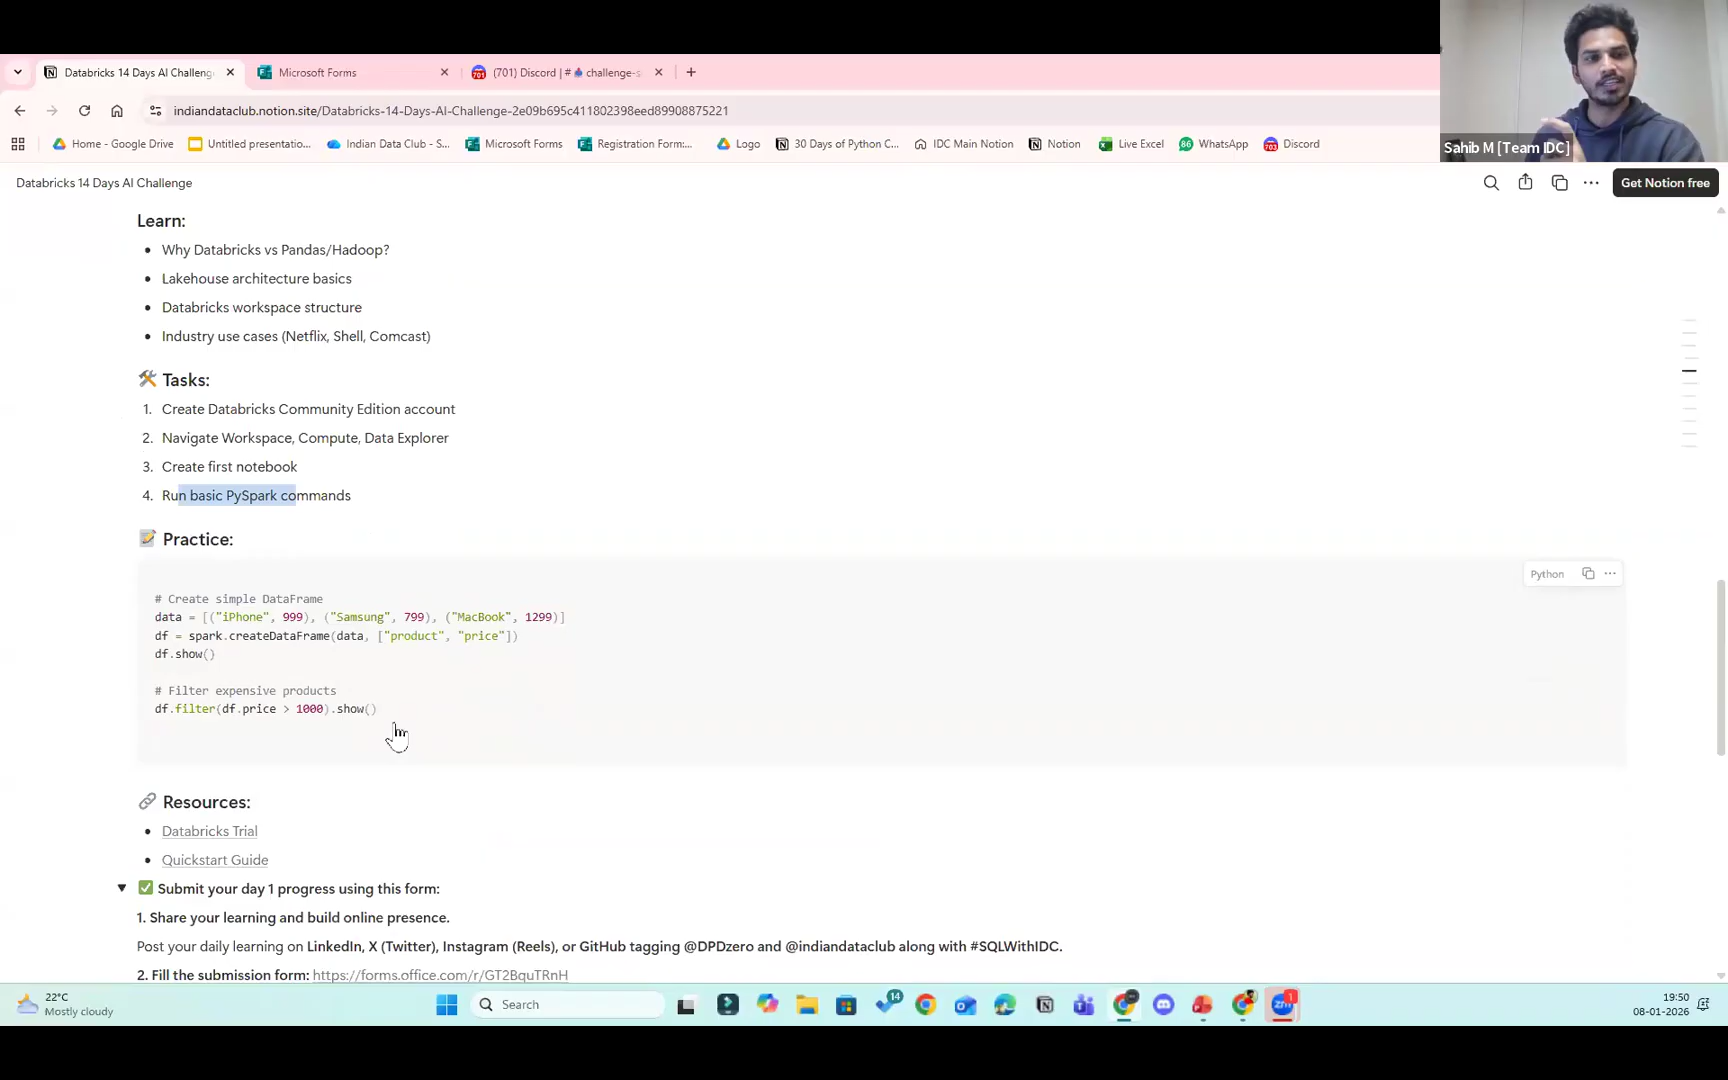 Databricks 14 Days AI Challenge
Microsoft Forms
(701) Discord | # challenge-s
Sahib M [Team IDC]
indiandataclub.notion.site/Databricks-14-Days-AI-Challenge-2e09b695c411802398eed89908875221
Home - Google Drive
Untitled presentatio...
Indian Data Club - S...
Microsoft Forms
Registration Form:...
Logo
30 Days of Python C...
IDC Main Notion
Notion
Live Excel
WhatsApp
Discord
Databricks 14 Days AI Challenge
Get Notion free
Learn:
• Why Databricks vs Pandas/Hadoop?
• Lakehouse architecture basics
• Databricks workspace structure
• Industry use cases (Netflix, Shell, Comcast)
Tasks:
1. Create Databricks Community Edition account
2. Navigate Workspace, Compute, Data Explorer
3. Create first notebook
4. Run basic PySpark commands
Practice:
Python
# Create simple DataFrame
data = [("iPhone", 999), ("Samsung", 799), ("MacBook", 1299)]
df = spark.createDataFrame(data, ["product", "price"])
df.show()
# Filter expensive products
df.filter(df.price > 1000).show()
Resources:
• Databricks Trial
• Quickstart Guide
Submit your day 1 progress using this form:
1. Share your learning and build online presence.
Post your daily learning on LinkedIn, X (Twitter), Instagram (Reels), or GitHub tagging @DPDzero and @indiandataclub along with #SQLWithIDC.
2. Fill the submission form: https://forms.office.com/r/GT2BquTRnH
22°C
Mostly cloudy
Search
14
1
19:50
08-01-2026